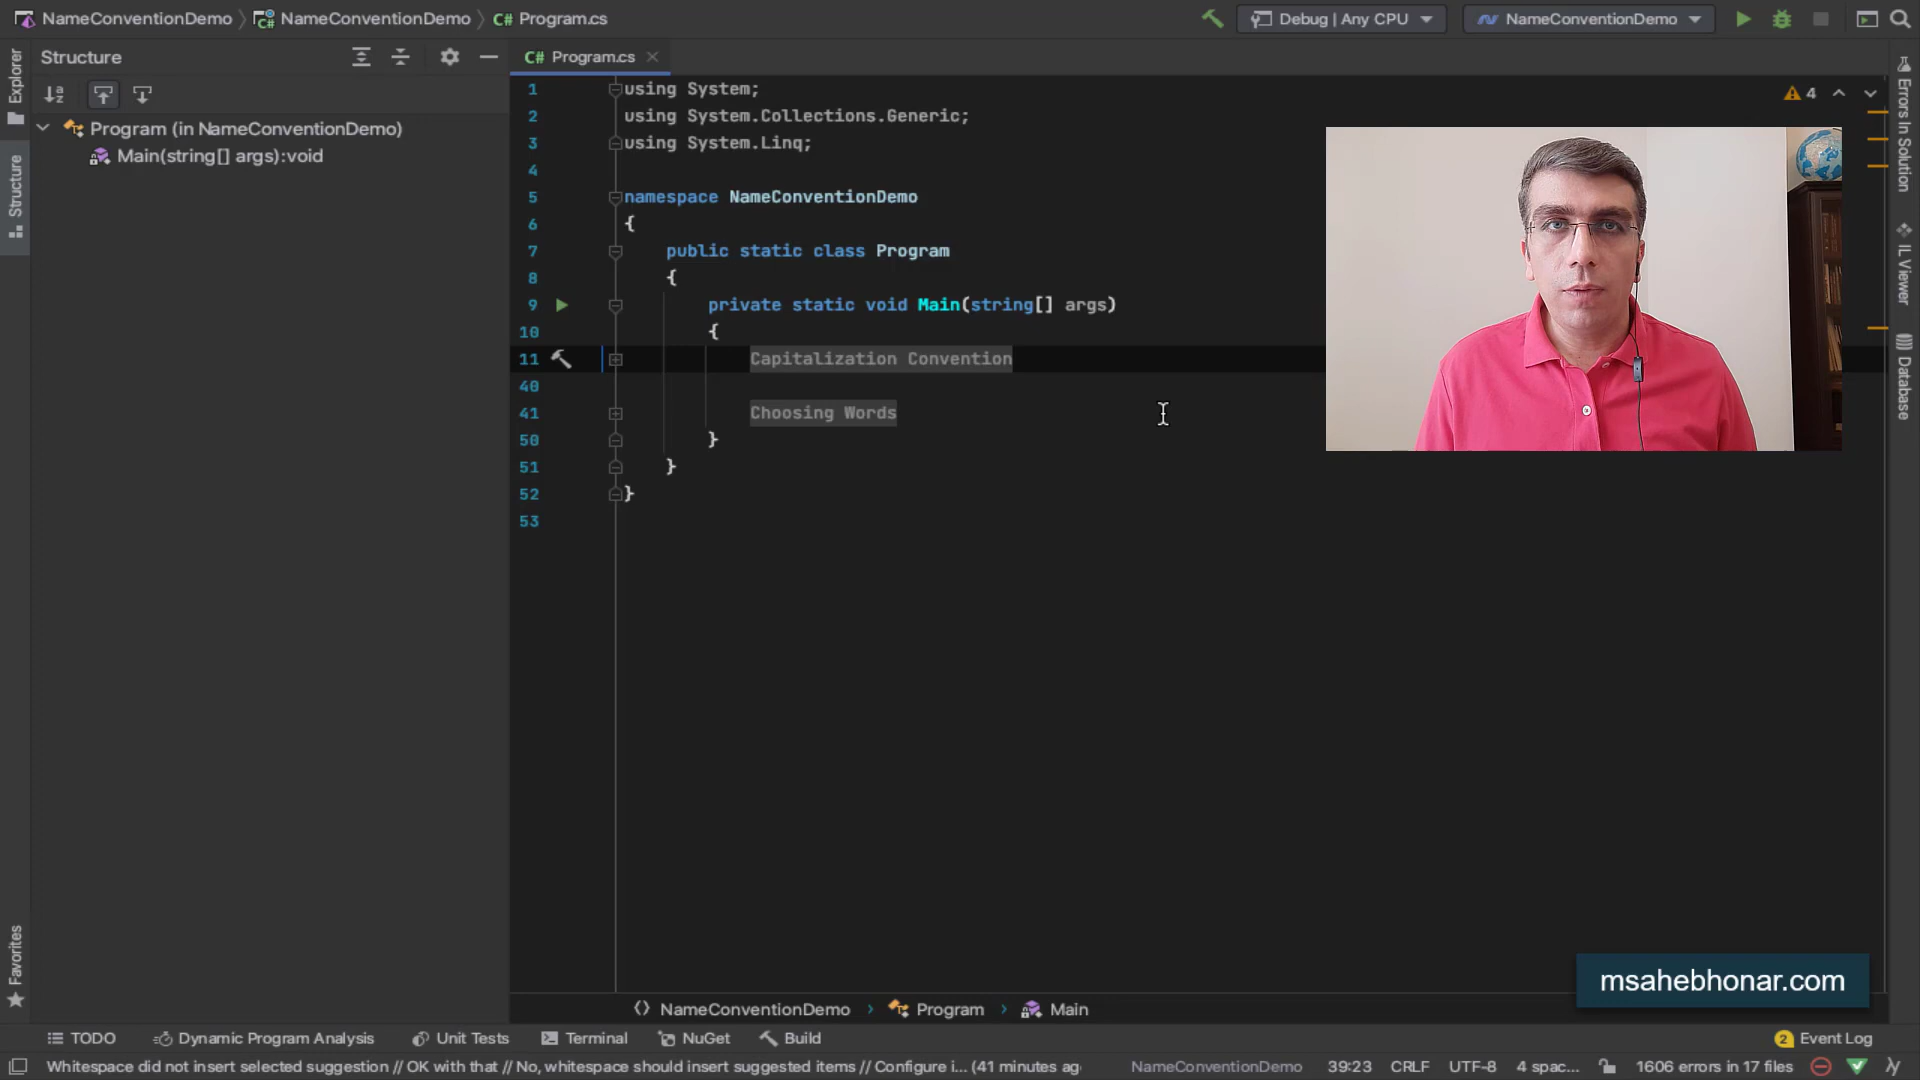 NameConventionDemo NameConventionDemo C# Program.cs Debug | Any CPU NameConventionDemo
Structure
C# Program.cs
Explorer
Structure
Favorites
Program (in NameConventionDemo)
Main(string[] args):void
1 using System;
2 using System.Collections.Generic;
3 using System.Linq;
4
5 namespace NameConventionDemo
6 {
7 public static class Program
8 {
9 private static void Main(string[] args)
10 {
11 Capitalization Convention
40
41 Choosing Words
50 }
51 }
52 }
53
4
Errors In Solution
IL Viewer
Database
msahebhonar.com
NameConventionDemo Program Main
TODO Dynamic Program Analysis Unit Tests Terminal NuGet Build 2 Event Log
Whitespace did not insert selected suggestion // OK with that // No, whitespace should insert suggested items // Configure i... (41 minutes ag NameConventionDemo 39:23 CRLF UTF-8 4 spac... 1606 errors in 17 files